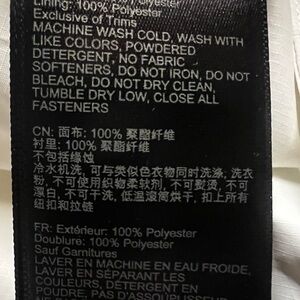 Lining: 100% Polyester
Exclusive of Trims
MACHINE WASH COLD, WASH WITH
LIKE COLORS, POWDERED
DETERGENT, NO FABRIC
SOFTENERS, DO NOT IRON, DO NOT
BLEACH, DO NOT DRY CLEAN,
TUMBLE DRY LOW, CLOSE ALL
FASTENERS
CN: 面布: 100% 聚酯纤维
衬里: 100% 聚酯纤维
不包括缘蚀
冷水机洗, 可与类似色衣物同时洗涤, 洗衣
粉, 不可使用织物柔软剂, 不可熨烫, 不可
漂白, 不可干洗, 低温滚筒烘干, 扣上所有
纽扣和拉链
FR: Extérieur: 100% Polyester
Doublure: 100% Polyester
Sauf Garnitures
LAVER EN MACHINE EN EAU FROIDE,
LAVER EN SÉPARANT LES
COULEURS, DÉTERGENT EN
POUDRE, PAS D'ASSOUPLISSEUR